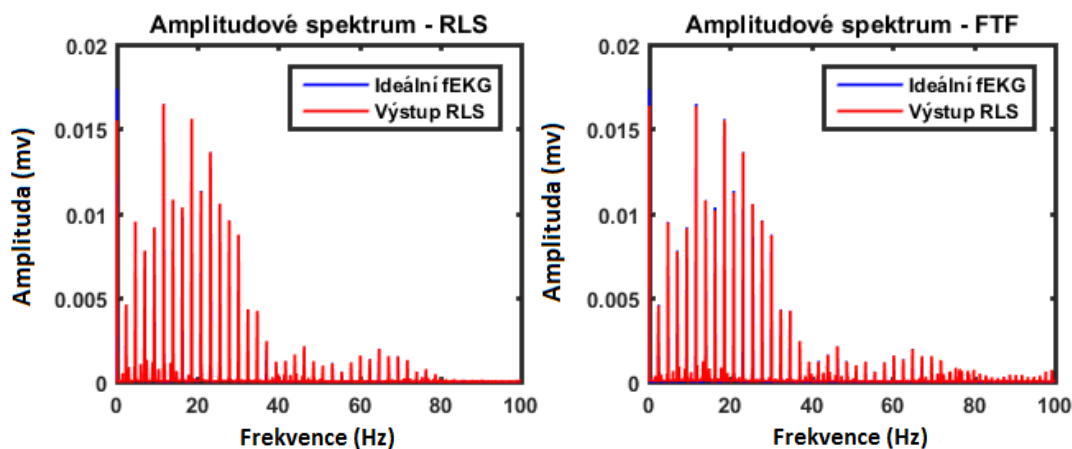 Amplitudové spektrum - RLS
0.02
0.015
0.01
0.005
0
Amplituda (mv)
Ideální fEKG
Výstup RLS
0
20
40
60
80
100
Frekvence (Hz)
Amplitudové spektrum - FTF
0.02
0.015
0.01
0.005
0
Amplituda (mv)
Ideální fEKG
Výstup RLS
0
20
40
60
80
100
Frekvence (Hz)